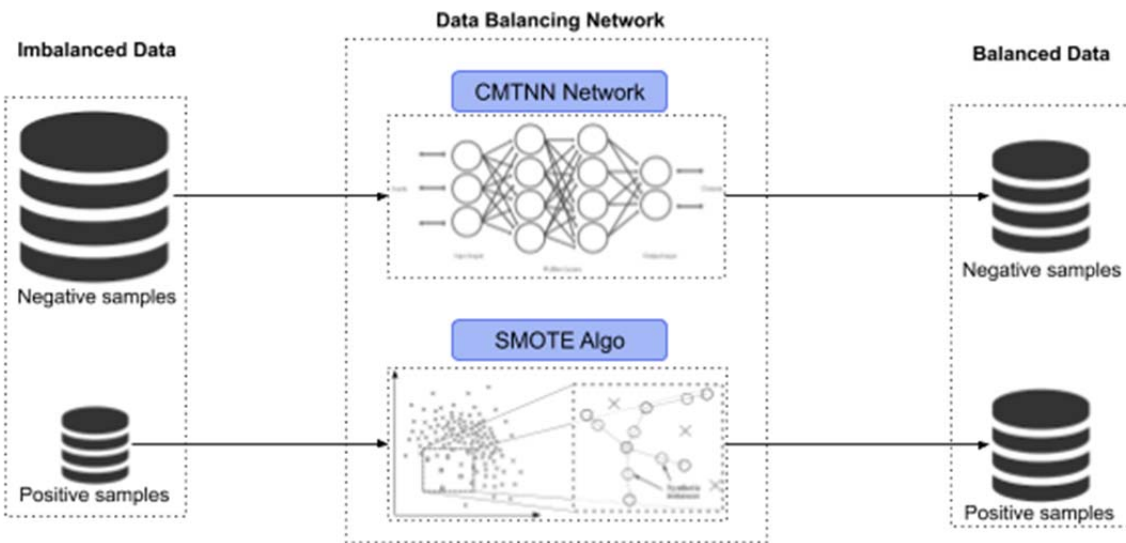 Data Balancing Network
Imbalanced Data
Balanced Data
CMTNN Network
Negative samples
Negative samples
SMOTE Algo
Positive samples
Positive samples